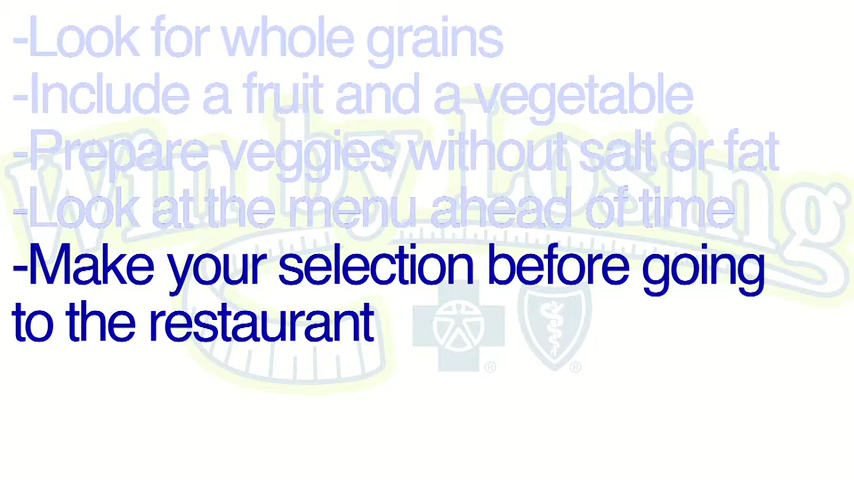 -Look for whole grains
-Include a fruit and a vegetable
-Prepare veggies without salt or fat
-Look at the menu ahead of time
-Make your selection before going
to the restaurant
Win by Losing
® ®